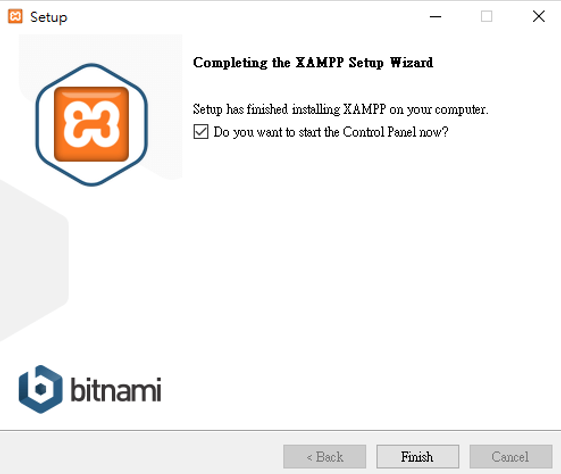 Setup
Completing the XAMPP Setup Wizard
Setup has finished installing XAMPP on your computer.
Do you want to start the Control Panel now?
bitnami
< Back
Finish
Cancel